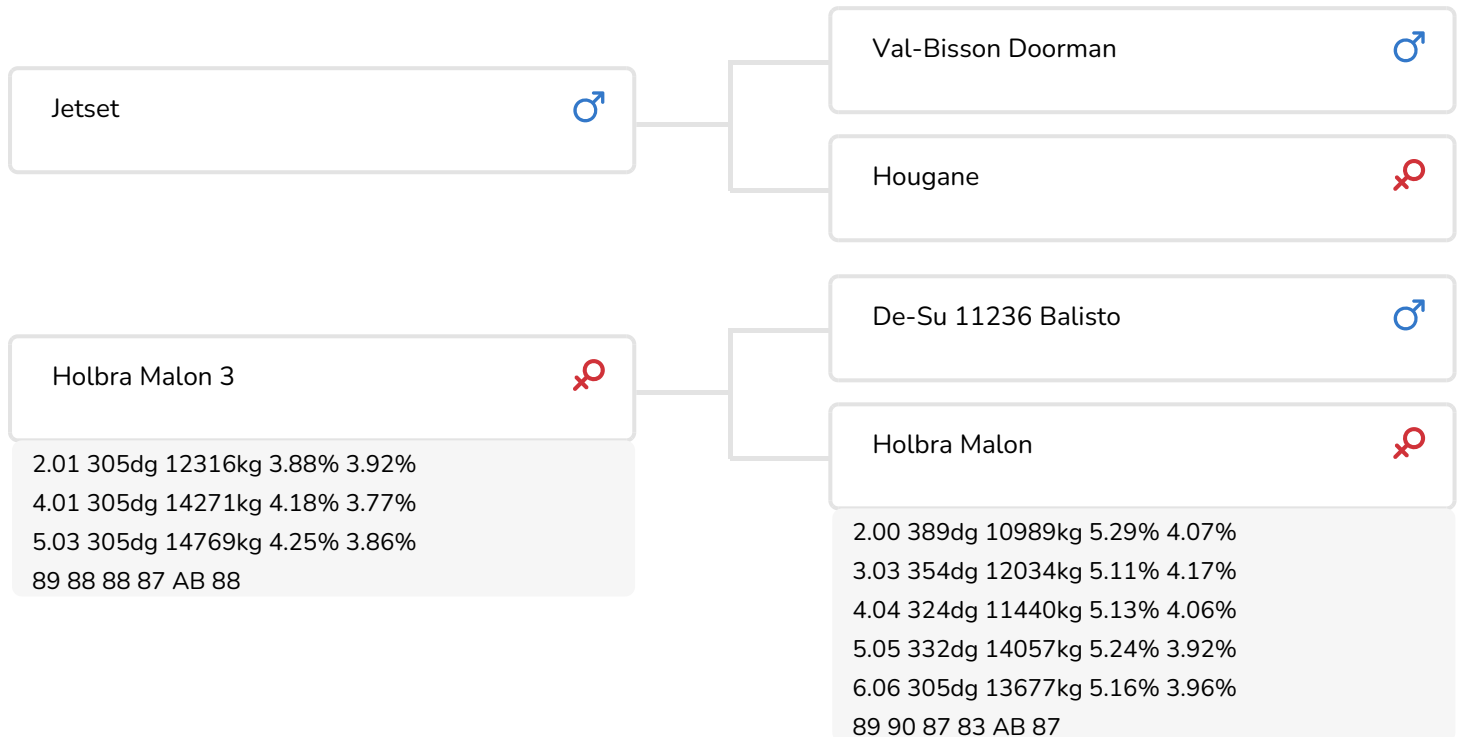 Jetset
Val-Bisson Doorman
Hougane
Holbra Malon 3
2.01 305dg 12316kg 3.88% 3.92%
4.01 305dg 14271kg 4.18% 3.77%
5.03 305dg 14769kg 4.25% 3.86%
89 88 88 87 AB 88
De-Su 11236 Balisto
Holbra Malon
2.00 389dg 10989kg 5.29% 4.07%
3.03 354dg 12034kg 5.11% 4.17%
4.04 324dg 11440kg 5.13% 4.06%
5.05 332dg 14057kg 5.24% 3.92%
6.06 305dg 13677kg 5.16% 3.96%
89 90 87 83 AB 87